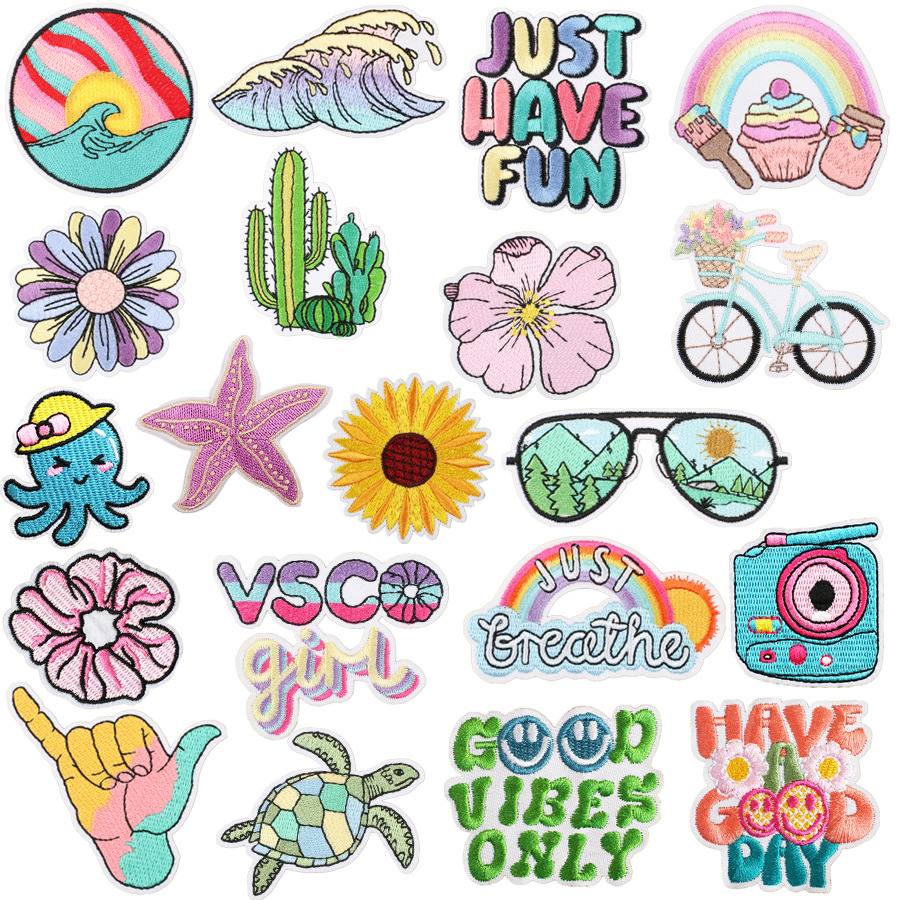 JUST
HAVE
FUN
VSCO
girl
JUST
breathe
GOOD
VIBES
ONLY
HAVE
A
GOOD
DAY